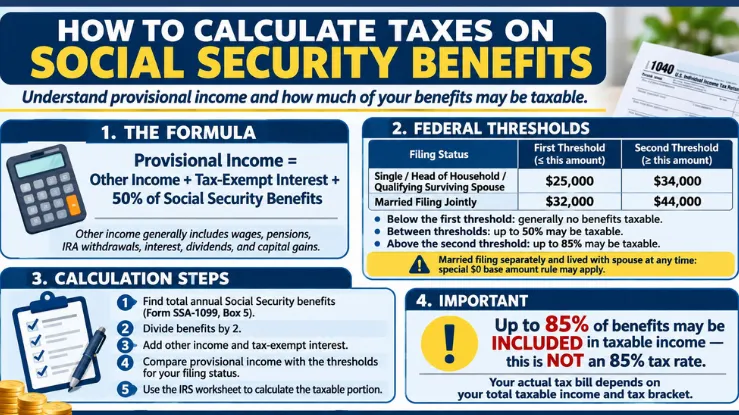 HOW TO CALCULATE TAXES ON
SOCIAL SECURITY BENEFITS
Understand provisional income and how much of your benefits may be taxable.
1040 U.S. Individual Income Tax
1. THE FORMULA
Provisional Income =
Other Income + Tax-Exempt Interest +
50% of Social Security Benefits
Other income generally includes wages, pensions,
IRA withdrawals, interest, dividends, and capital gains.
2. FEDERAL THRESHOLDS
Filing Status
First Threshold
(≤ this amount)
Second Threshold
(≥ this amount)
Single / Head of Household /
Qualifying Surviving Spouse
$25,000
$34,000
Married Filing Jointly
$32,000
$44,000
• Below the first threshold: generally no benefits taxable.
• Between thresholds: up to 50% may be taxable.
• Above the second threshold: up to 85% may be taxable.
Married filing separately and lived with spouse at any time:
special $0 base amount rule may apply.
3. CALCULATION STEPS
1 Find total annual Social Security benefits
(Form SSA-1099, Box 5).
2 Divide benefits by 2.
3 Add other income and tax-exempt interest.
4 Compare provisional income with the thresholds
for your filing status.
5 Use the IRS worksheet to calculate the taxable portion.
4. IMPORTANT
Up to 85% of benefits may be
INCLUDED in taxable income —
this is NOT an 85% tax rate.
Your actual tax bill depends on
your total taxable income and tax bracket.